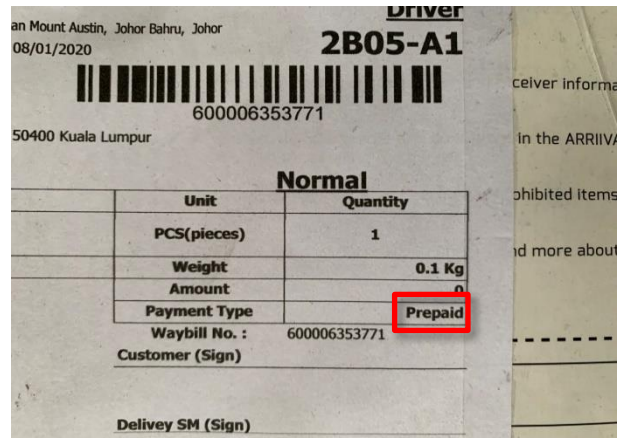 Driver
an Mount Austin, Johor Bahru, Johor
08/01/2020
2B05-A1
600006353771
50400 Kuala Lumpur
Normal
Unit Quantity
PCS(pieces) 1
Weight 0.1 Kg
Amount 0
Payment Type Prepaid
Waybill No. : 600006353771
Customer (Sign)
Delivey SM (Sign)
ceiver informa
in the ARRIIVA
ohibited items
nd more about